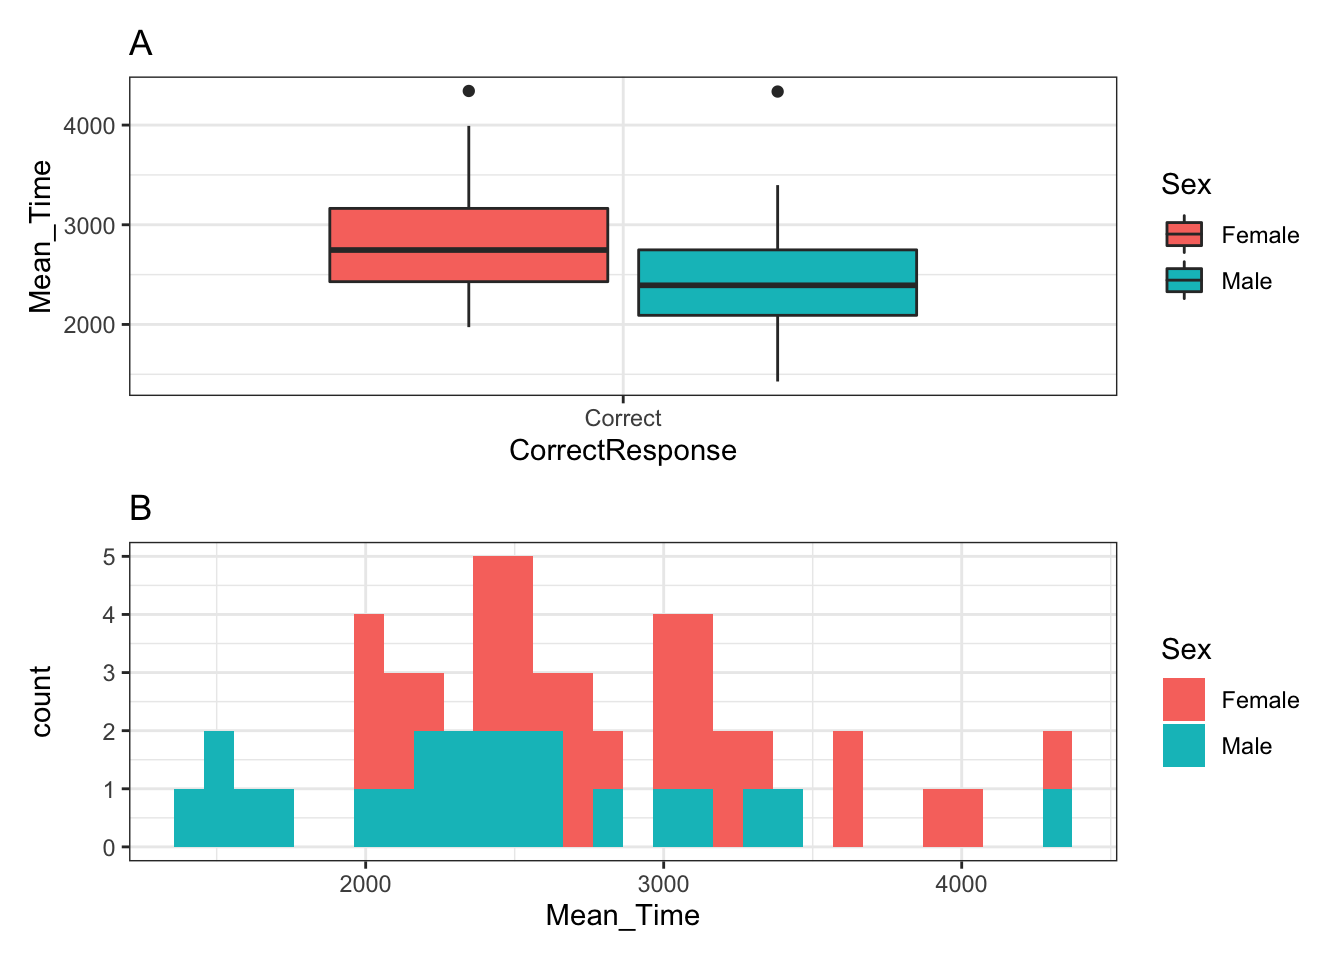 A
4000
3000
2000
Mean_Time
Correct
CorrectResponse
Sex
Female
Male
B
5
4
3
2
1
0
count
2000 3000 4000
Mean_Time
Sex
Female
Male